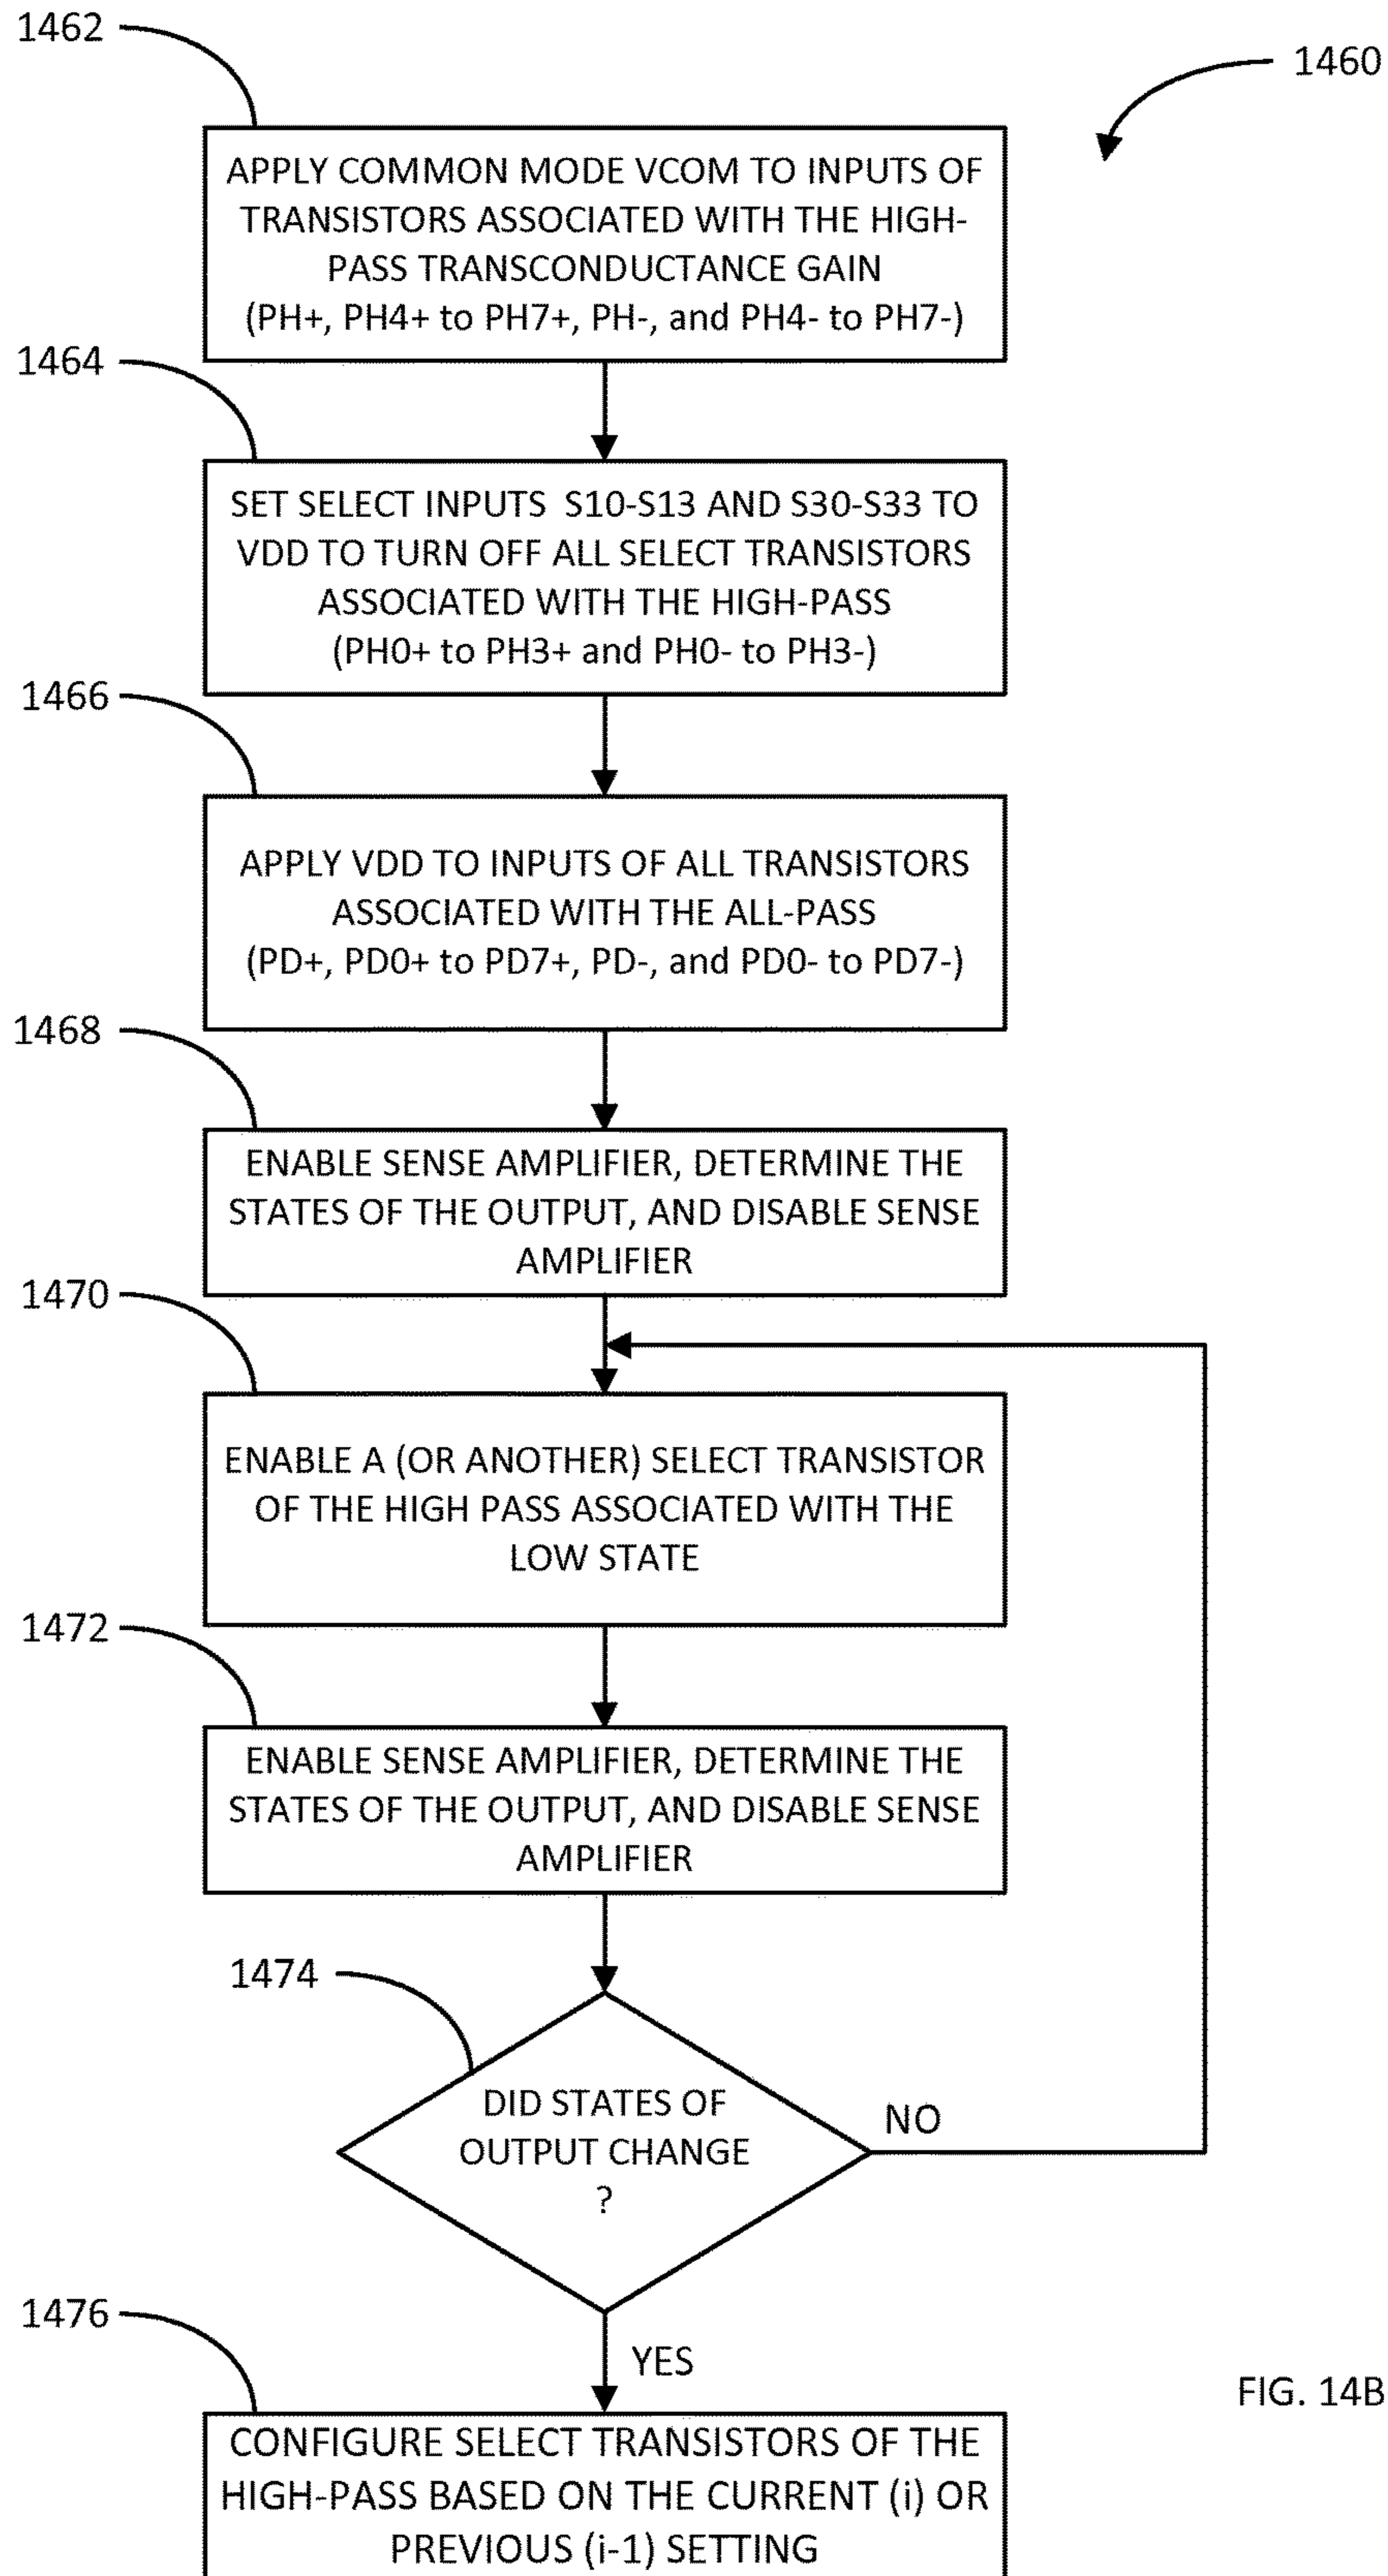 1462
1460
APPLY COMMON MODE VCOM TO INPUTS OF
TRANSISTORS ASSOCIATED WITH THE HIGH-
PASS TRANSCONDUCTANCE GAIN
(PH+, PH4+ to PH7+, PH-, and PH4- to PH7-)
1464
SET SELECT INPUTS S10-S13 AND S30-S33 TO
VDD TO TURN OFF ALL SELECT TRANSISTORS
ASSOCIATED WITH THE HIGH-PASS
(PH0+ to PH3+ and PH0- to PH3-)
1466
APPLY VDD TO INPUTS OF ALL TRANSISTORS
ASSOCIATED WITH THE ALL-PASS
(PD+, PD0+ to PD7+, PD-, and PD0- to PD7-)
1468
ENABLE SENSE AMPLIFIER, DETERMINE THE
STATES OF THE OUTPUT, AND DISABLE SENSE
AMPLIFIER
1470
ENABLE A (OR ANOTHER) SELECT TRANSISTOR
OF THE HIGH PASS ASSOCIATED WITH THE
LOW STATE
1472
ENABLE SENSE AMPLIFIER, DETERMINE THE
STATES OF THE OUTPUT, AND DISABLE SENSE
AMPLIFIER
1474
DID STATES OF
OUTPUT CHANGE
?
NO
1476
YES
FIG. 14B
CONFIGURE SELECT TRANSISTORS OF THE
HIGH-PASS BASED ON THE CURRENT (i) OR
PREVIOUS (i-1) SETTING